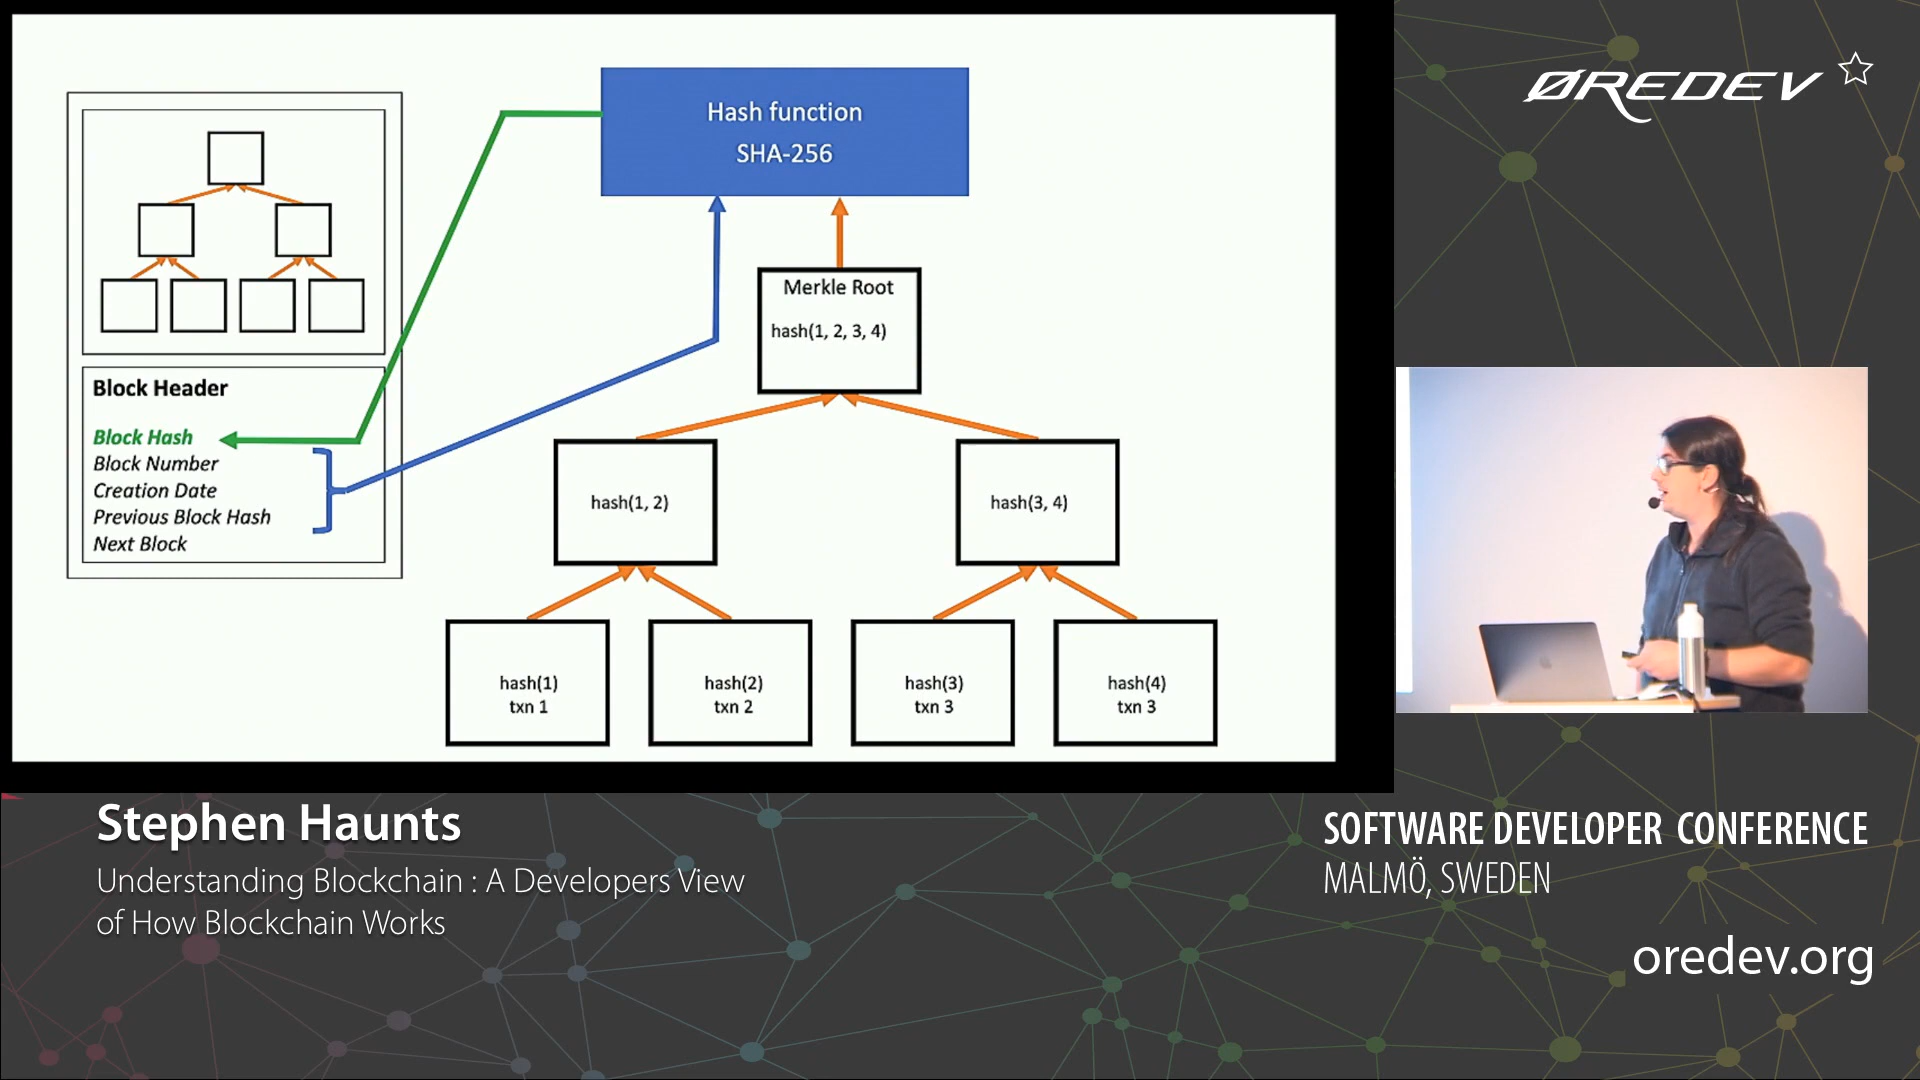 Hash function
SHA-256
Merkle Root
hash(1, 2, 3, 4)
Block Header
Block Hash
Block Number
Creation Date
Previous Block Hash
Next Block
hash(1, 2)
hash(3, 4)
hash(1)
txn 1
hash(2)
txn 2
hash(3)
txn 3
hash(4)
txn 3
ØREDEV
Stephen Haunts
Understanding Blockchain : A Developers View
of How Blockchain Works
SOFTWARE DEVELOPER CONFERENCE
MALMÖ, SWEDEN
oredev.org